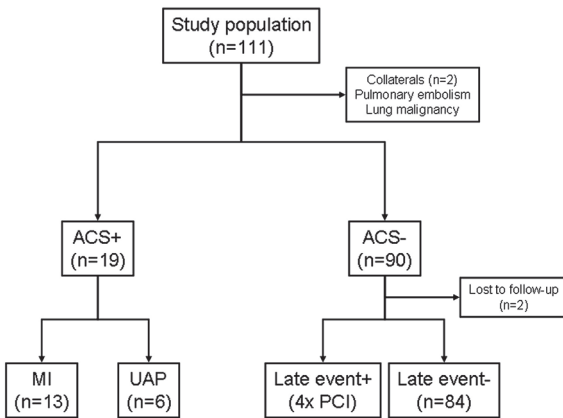 Study population
(n=111)
Collaterals (n=2)
Pulmonary embolism
Lung malignancy
ACS+
(n=19)
ACS-
(n=90)
Lost to follow-up
(n=2)
MI
(n=13)
UAP
(n=6)
Late event+
(4x PCI)
Late event-
(n=84)